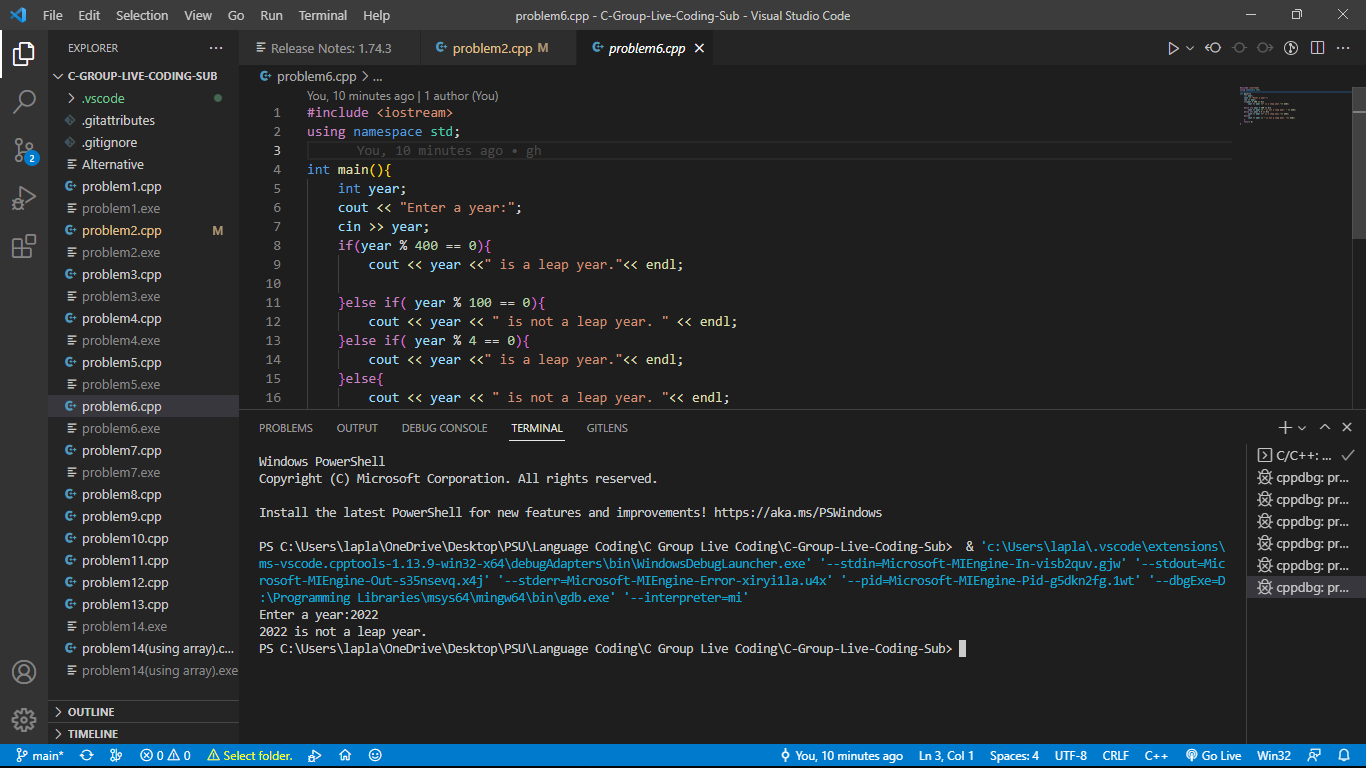 File Edit Selection View Go Run Terminal Help
problem6.cpp - C-Group-Live-Coding-Sub - Visual Studio Code
EXPLORER
C-GROUP-LIVE-CODING-SUB
.vscode
.gitattributes
.gitignore
Alternative
problem1.cpp
problem1.exe
problem2.cpp M
problem2.exe
problem3.cpp
problem3.exe
problem4.cpp
problem4.exe
problem5.cpp
problem5.exe
problem6.cpp
problem6.exe
problem7.cpp
problem7.exe
problem8.cpp
problem9.cpp
problem10.cpp
problem11.cpp
problem12.cpp
problem13.cpp
problem14.exe
problem14(using array).c...
problem14(using array).exe
OUTLINE
TIMELINE
2
Release Notes: 1.74.3
problem2.cpp M
problem6.cpp
problem6.cpp > ...
You, 10 minutes ago | 1 author (You)
1 #include <iostream>
2 using namespace std;
3 You, 10 minutes ago • gh
4 int main(){
5 int year;
6 cout << "Enter a year:";
7 cin >> year;
8 if(year % 400 == 0){
9 cout << year <<" is a leap year."<< endl;
10
11 }else if( year % 100 == 0){
12 cout << year << " is not a leap year. " << endl;
13 }else if( year % 4 == 0){
14 cout << year <<" is a leap year."<< endl;
15 }else{
16 cout << year << " is not a leap year. "<< endl;
PROBLEMS OUTPUT DEBUG CONSOLE TERMINAL GITLENS
Windows PowerShell
Copyright (C) Microsoft Corporation. All rights reserved.
Install the latest PowerShell for new features and improvements! https://aka.ms/PSWindows
PS C:\Users\lapla\OneDrive\Desktop\PSU\Language Coding\C Group Live Coding\C-Group-Live-Coding-Sub>  & 'c:\Users\lapla\.vscode\extensions\
ms-vscode.cpptools-1.13.9-win32-x64\debugAdapters\bin\WindowsDebugLauncher.exe' '--stdin=Microsoft-MIEngine-In-visb2quv.gjw' '--stdout=Mic
rosoft-MIEngine-Out-s35nsevq.x4j' '--stderr=Microsoft-MIEngine-Error-xiryi11a.u4x' '--pid=Microsoft-MIEngine-Pid-g5dkn2fg.1wt' '--dbgExe=D
:\Programming Libraries\msys64\mingw64\bin\gdb.exe' '--interpreter=mi'
Enter a year:2022
2022 is not a leap year.
PS C:\Users\lapla\OneDrive\Desktop\PSU\Language Coding\C Group Live Coding\C-Group-Live-Coding-Sub>
C/C++: ...
cppdbg: pr...
cppdbg: pr...
cppdbg: pr...
cppdbg: pr...
cppdbg: pr...
cppdbg: pr...
main* 0 0 Select folder. You, 10 minutes ago Ln 3, Col 1 Spaces: 4 UTF-8 CRLF C++ Go Live Win32